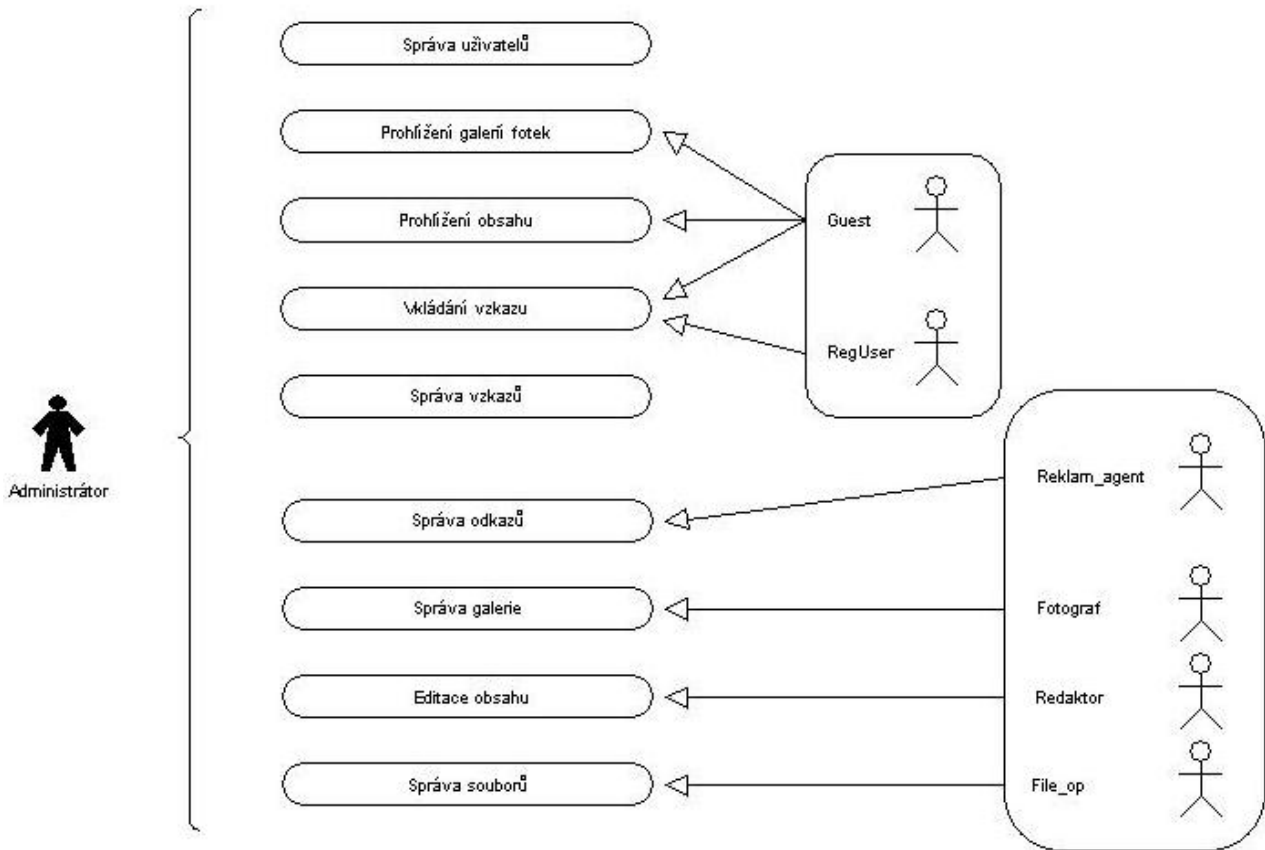 Správa uživatelů
Prohlížení galerií fotek
Prohlížení obsahu
Guest
Vkládání vzkazu
RegUser
Správa vzkazů
Administrátor
Reklam_agent
Správa odkazů
Správa galerie
Fotograf
Editace obsahu
Redaktor
Správa souborů
File_op